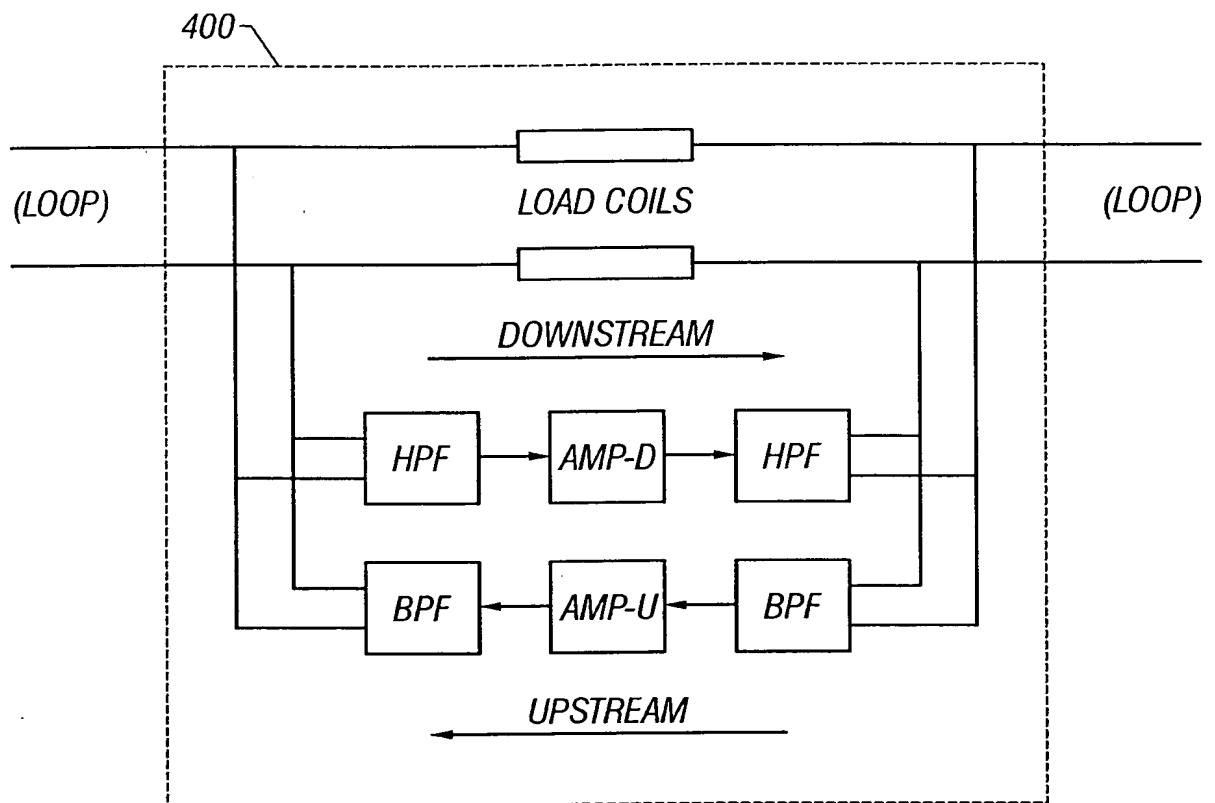 400
(LOOP) LOAD COILS (LOOP)
DOWNSTREAM
HPF AMP-D HPF
BPF AMP-U BPF
UPSTREAM